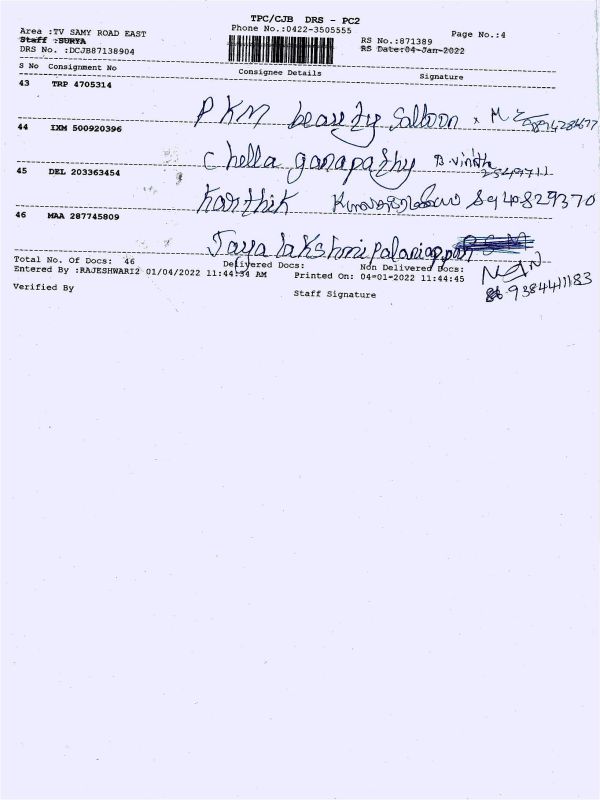 TPC/CJB DRS - PC2
Area :TV SAMY ROAD EAST Phone No.:0422-3505555 Page No.:4
Staff :SURYA RS No.:871389
DRS No. :DCJB87138904 RS Date:04-Jan-2022
S No Consignment No Consignee Details Signature
43 TRP 4705314
PKM beauty Salloon
44 IXM 500920396
Chella ganapathy B.vinith
45 DEL 203363454
Karthik 8940829370
46 MAA 287745809
Jaya lakshmi palaniappan
Total No. Of Docs: 46 Delivered Docs: Non Delivered Docs:
Entered By :RAJESHWARI2 01/04/2022 11:44:34 AM Printed On: 04-01-2022 11:44:45
9384411183
Verified By Staff Signature